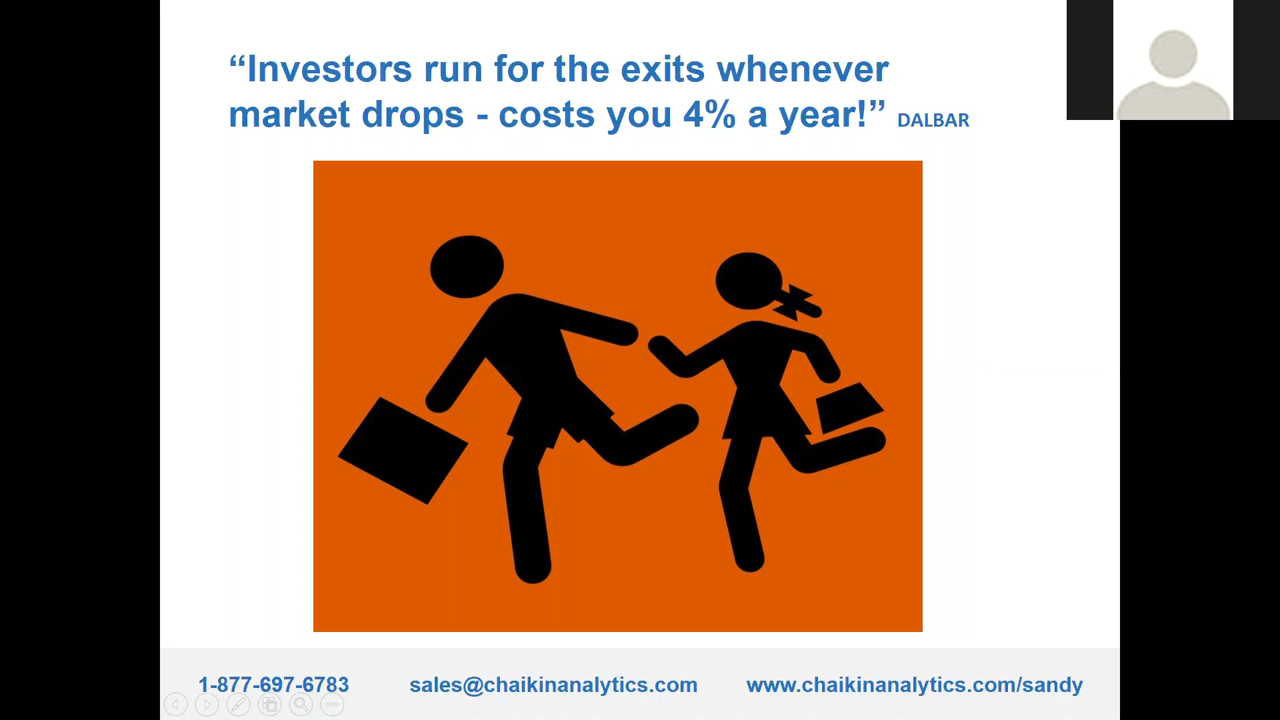 “Investors run for the exits whenever
market drops - costs you 4% a year!” DALBAR
1-877-697-6783 sales@chaikinanalytics.com www.chaikinanalytics.com/sandy